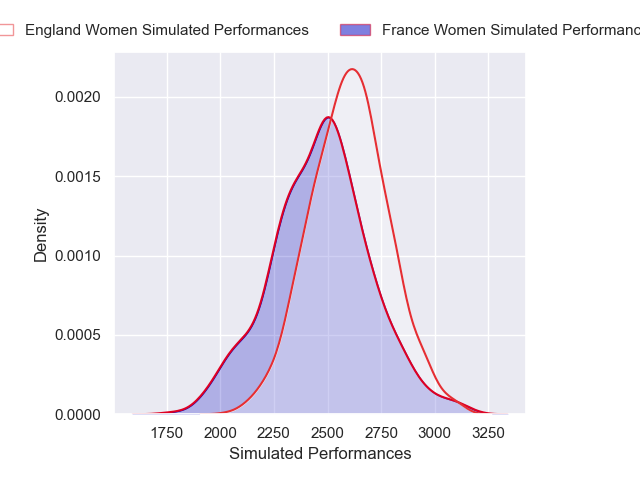 England Women Simulated Performances France Women Simulated
0.0020
0.0015
0.0010
0.0005
0.0000
Density
1750 2000 2250 2500 2750 3000 3250
Simulated Performances